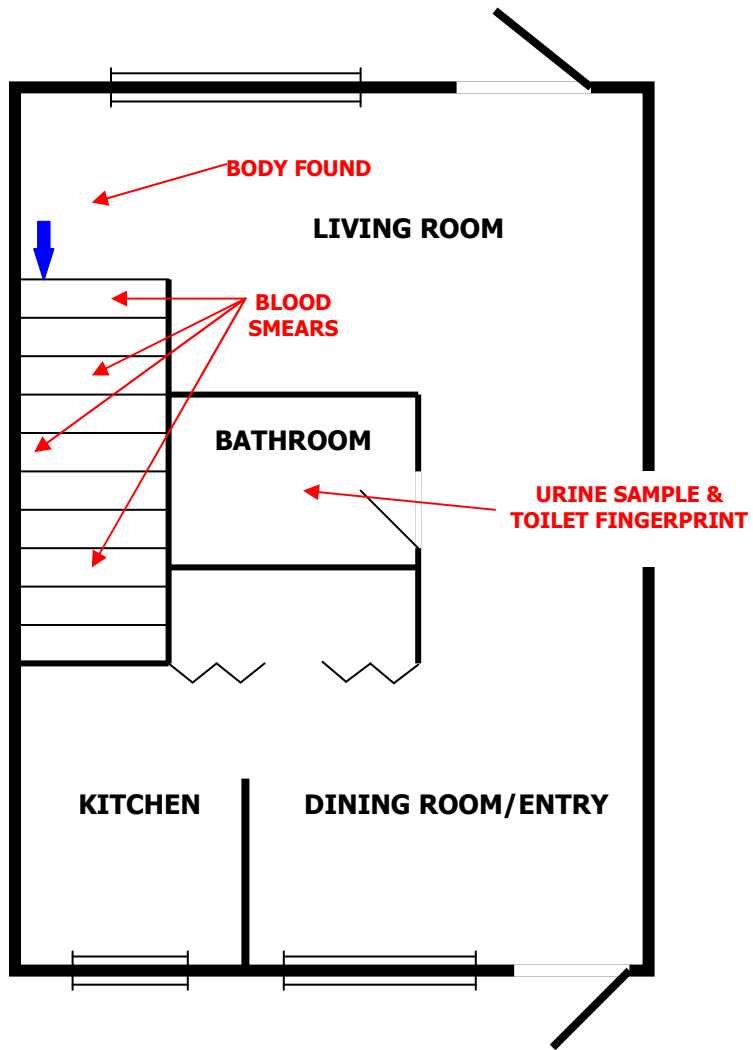 BODY FOUND
LIVING ROOM
BLOOD
SMEARS
BATHROOM
URINE SAMPLE &
TOILET FINGERPRINT
KITCHEN
DINING ROOM/ENTRY